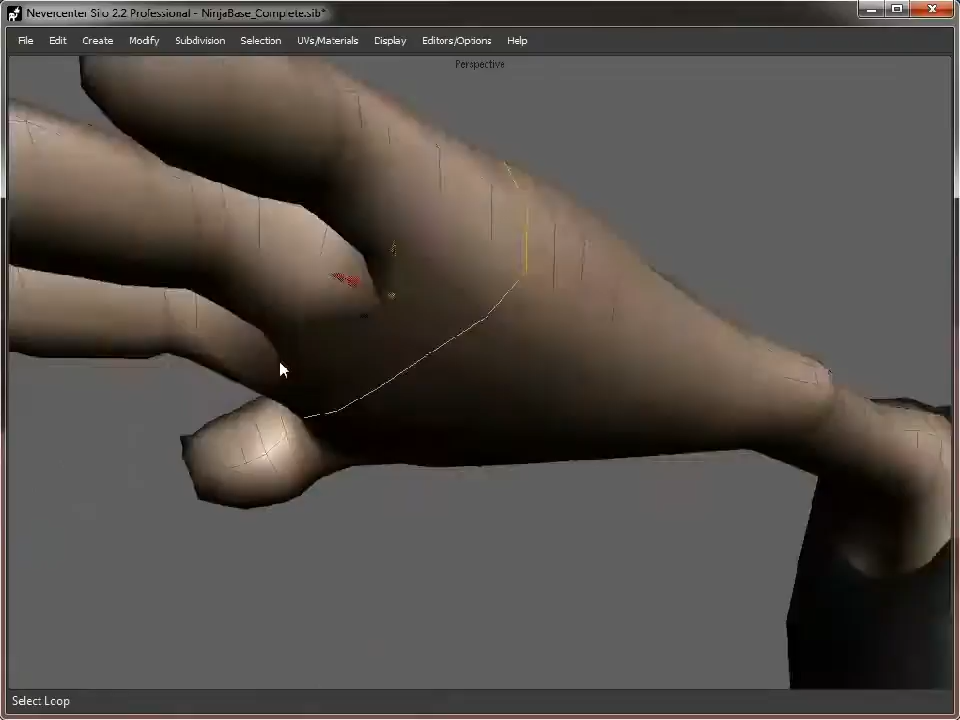 Nevercenter Silo 2.2 Professional - NinjaBase_Complete.sib*
File Edit Create Modify Subdivision Selection UVs/Materials Display Editors/Options Help
Perspective
Select Loop